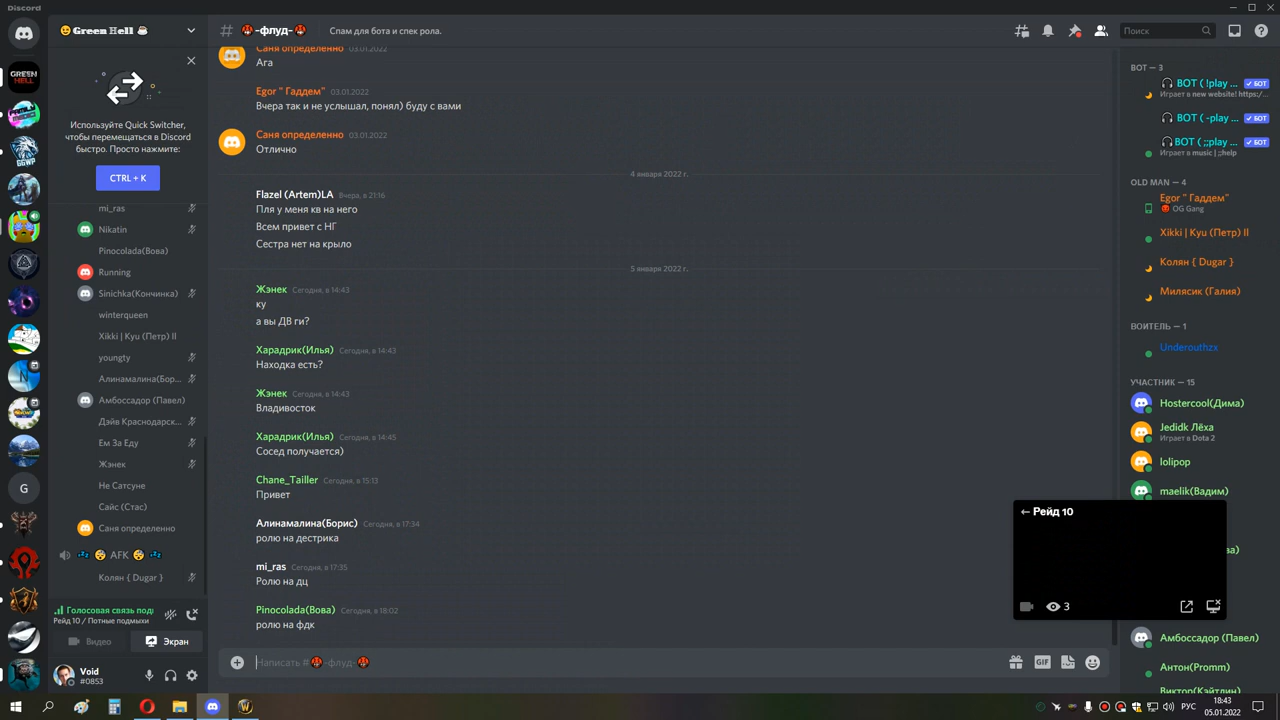 Discord
Green Hell
-флуд-
Спам для бота и спек рола.
Поиск
Используйте Quick Switcher,
чтобы перемещаться в Discord
быстро. Просто нажмите:
CTRL + K
mi_ras
Nikatin
Pinocolada(Вова)
Running
Sinichka(Кончинка)
winterqueen
Xikki | Kyu (Петр) II
youngty
Алинамалина(Бор...
Амбоссадор (Павел)
Дэйв Краснодарск...
Ем За Еду
Жэнек
Не Сатсуне
Сайс (Стас)
Саня определенно
AFK
Колян { Dugar }
Голосовая связь под
Рейд 10 / Потные подмыхи
Видео
Экран
Void
#0853
GREEN
HELL
GGWP
G
Саня определенно 03.01.2022
Ага
Egor " Гаддем" 03.01.2022
Вчера так и не услышал, понял) буду с вами
Саня определенно 03.01.2022
Отлично
4 января 2022 г.
Flazel (Artem)LA Вчера, в 21:16
Пля у меня кв на него
Всем привет с НГ
Сестра нет на крыло
5 января 2022 г.
Жэнек Сегодня, в 14:43
ку
а вы ДВ ги?
Харадрик(Илья) Сегодня, в 14:43
Находка есть?
Жэнек Сегодня, в 14:43
Владивосток
Харадрик(Илья) Сегодня, в 14:45
Сосед получается)
Chane_Tailler Сегодня, в 15:13
Привет
Алинамалина(Борис) Сегодня, в 17:34
ролю на дестрика
mi_ras Сегодня, в 17:35
Ролю на дц
Pinocolada(Вова) Сегодня, в 18:02
ролю на фдк
Написать #-флуд-
GIF
BOT — 3
BOT ( !play ... БОТ
Играет в new website! https:/...
BOT ( -play ... БОТ
BOT ( ;;play ... БОТ
Играет в music | ;;help
OLD MAN — 4
Egor " Гаддем"
OG Gang
Xikki | Kyu (Петр) II
Колян { Dugar }
Милясик (Галия)
ВОИТЕЛЬ — 1
Underouthzx
УЧАСТНИК — 15
Hostercool(Дима)
Jedidk Лёха
Играет в Dota 2
lolipop
maelik(Вадим)
Рейд 10
3
Амбоссадор (Павел)
Антон(Promm)
Виктор(Кэйтлин)
РУС
18:43
05.01.2022